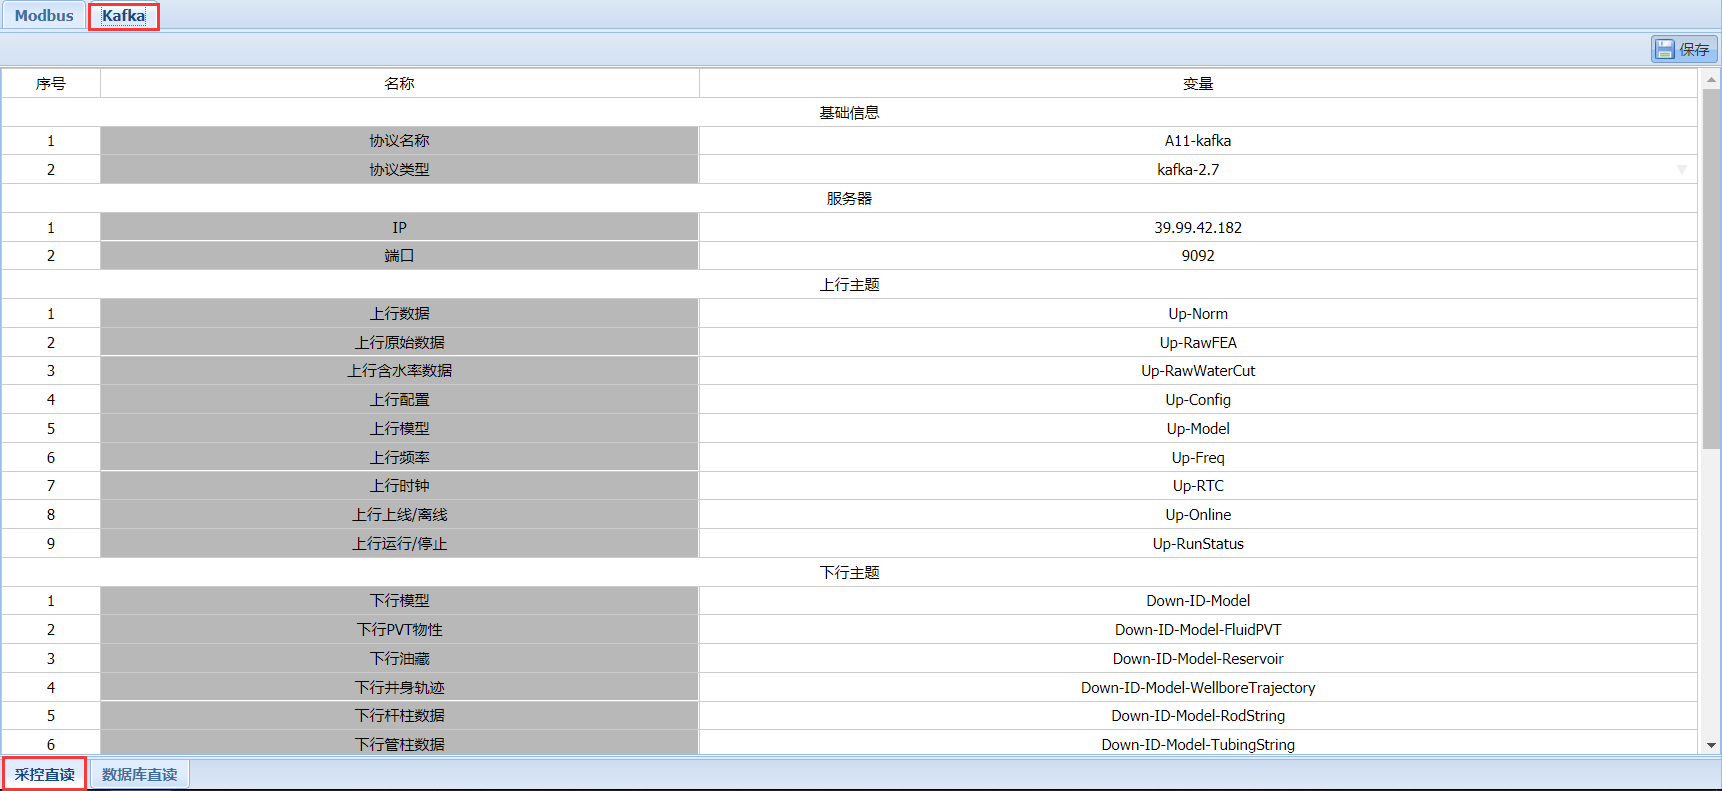 Modbus Kafka
保存
序号 名称 变量
基础信息
1 协议名称 A11-kafka
2 协议类型 kafka-2.7
服务器
1 IP 39.99.42.182
2 端口 9092
上行主题
1 上行数据 Up-Norm
2 上行原始数据 Up-RawFEA
3 上行含水率数据 Up-RawWaterCut
4 上行配置 Up-Config
5 上行模型 Up-Model
6 上行频率 Up-Freq
7 上行时钟 Up-RTC
8 上行上线/离线 Up-Online
9 上行运行/停止 Up-RunStatus
下行主题
1 下行模型 Down-ID-Model
2 下行PVT物性 Down-ID-Model-FluidPVT
3 下行油藏 Down-ID-Model-Reservoir
4 下行井身轨迹 Down-ID-Model-WellboreTrajectory
5 下行杆柱数据 Down-ID-Model-RodString
6 下行管柱数据 Down-ID-Model-TubingString
采控直读 数据库直读